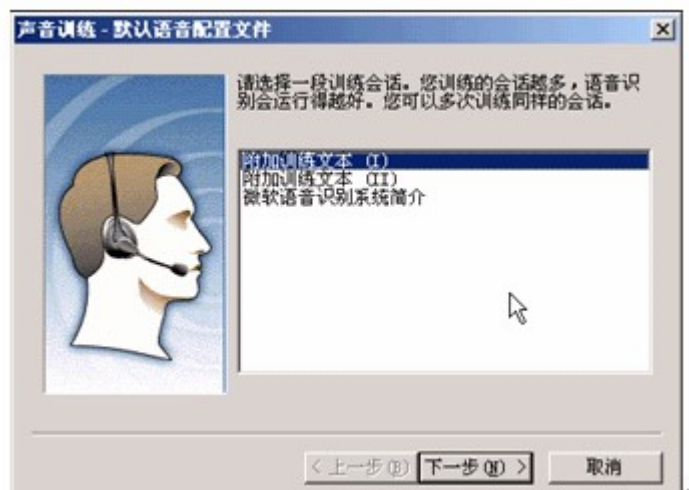 声音训练 - 默认语音配置文件
请选择一段训练会话。您训练的会话越多，语音识
别会运行得越好。您可以多次训练同样的会话。
附加训练文本 (I)
附加训练文本 (II)
微软语音识别系统简介
< 上一步(B) 下一步(N) > 取消